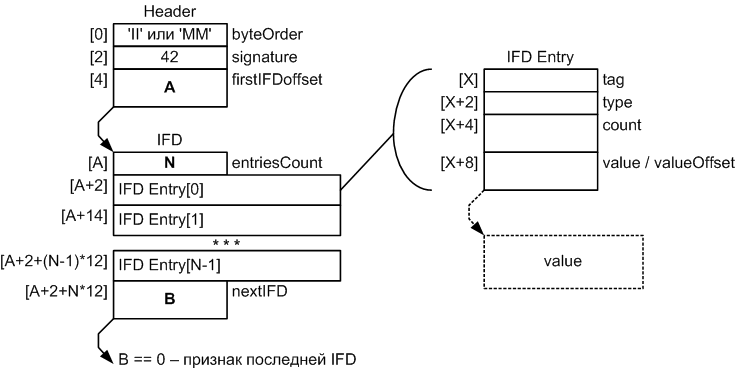 Header
[0] 'II' или 'MM' byteOrder
[2] 42 signature
[4] A firstIFDoffset
IFD
[A] N entriesCount
[A+2] IFD Entry[0]
[A+14] IFD Entry[1]
* * *
[A+2+(N-1)*12] IFD Entry[N-1]
[A+2+N*12] B nextIFD
B == 0 – признак последней IFD
IFD Entry
[X] tag
[X+2] type
[X+4] count
[X+8] value / valueOffset
value